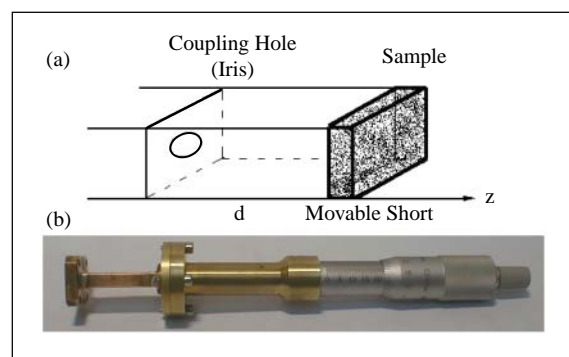 (a)
Coupling Hole
(Iris)
Sample
z
d
Movable Short
(b)